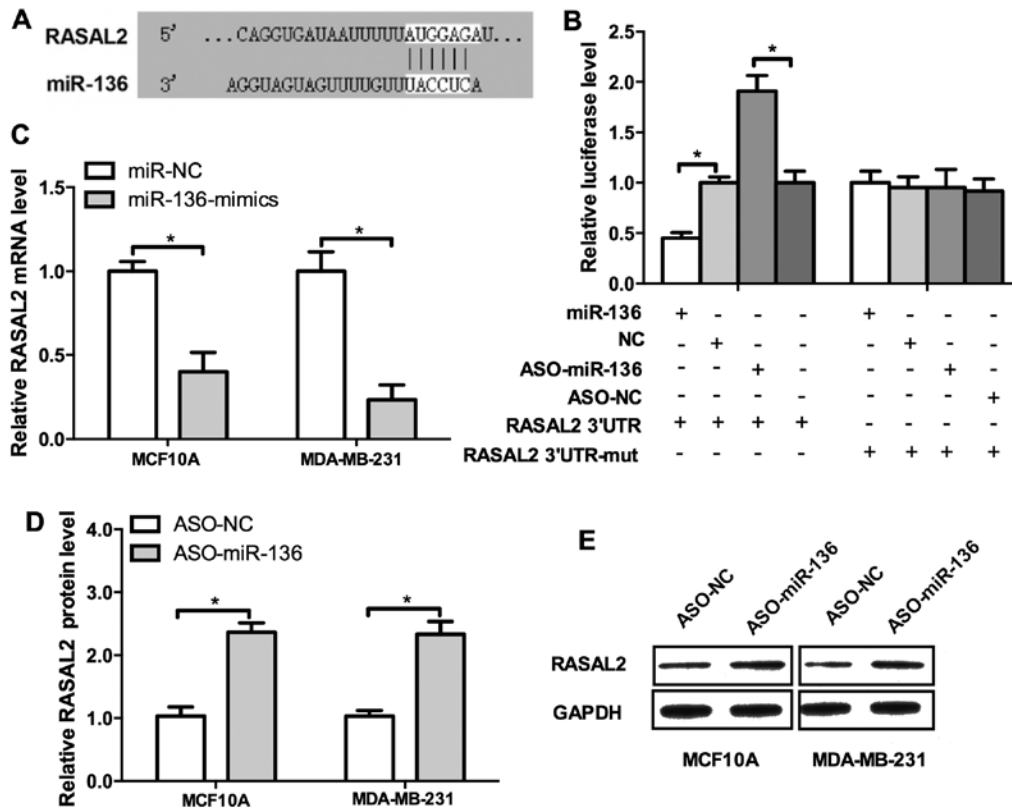 A
RASAL2 5' ...CAGGUGAUAAUUUUUAUGGAGAU...
miR-136 3' AGGUAGUAGUUUUGUUUACCUCA
B
Relative luciferase level
2.5
2.0
1.5
1.0
0.5
0.0
*
*
miR-136 + - - - + - - -
NC - + - - - + - -
ASO-miR-136 - - + - - - + -
ASO-NC - - - - - - - +
RASAL2 3'UTR + + + + - - - -
RASAL2 3'UTR-mut - - - - + + + +
C
Relative RASAL2 mRNA level
miR-NC
miR-136-mimics
1.5
1.0
0.5
0.0
*
*
MCF10A MDA-MB-231
D
Relative RASAL2 protein level
ASO-NC
ASO-miR-136
4.0
3.0
2.0
1.0
0.0
*
*
MCF10A MDA-MB-231
E
ASO-NC ASO-miR-136 ASO-NC ASO-miR-136
RASAL2
GAPDH
MCF10A MDA-MB-231